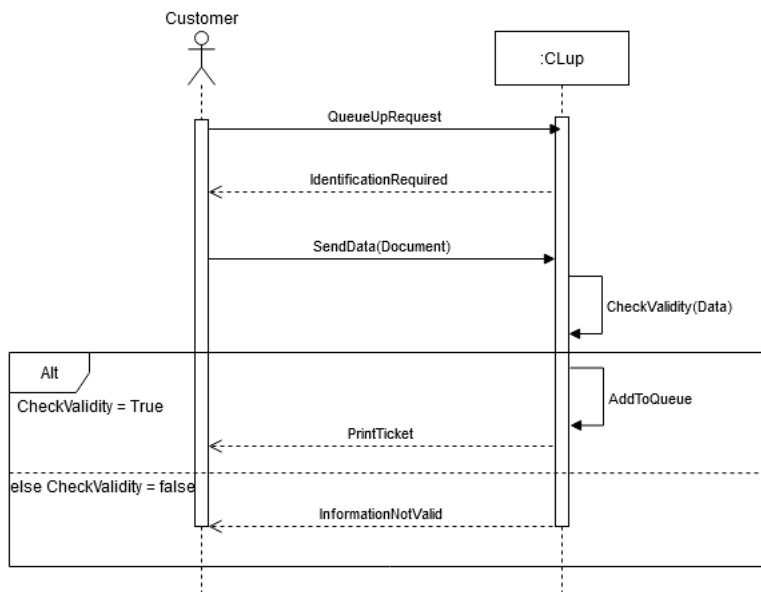 Customer
:CLup
QueueUpRequest
IdentificationRequired
SendData(Document)
CheckValidity(Data)
Alt
CheckValidity = True
AddToQueue
PrintTicket
else CheckValidity = false
InformationNotValid